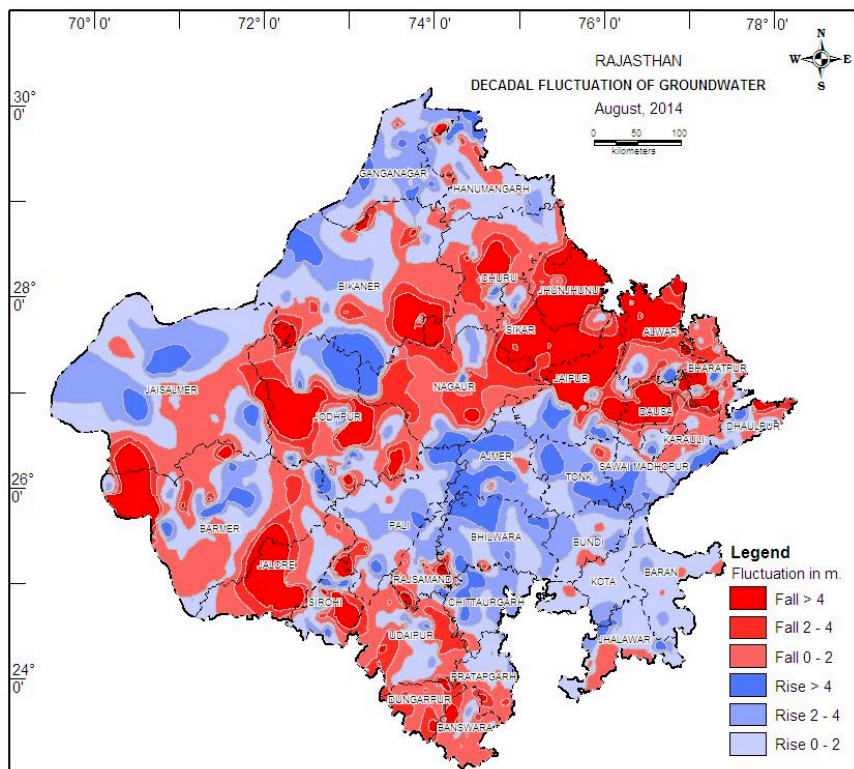 70° 0' 72° 0' 74° 0' 76° 0' 78° 0'
N
W E
S
RAJASTHAN
DECADAL FLUCTUATION OF GROUNDWATER
August, 2014
0 50 100
kilometers
30°
0'
GANGANAGAR
HANUMANGARH
28°
0'
CHURU
BIKANER
JHUNJHUNU
SIKAR
ALWAR
JAISALMER
NAGAUR
JAIPUR
BHARATPUR
JODHPUR
DAUSA
DHAULPUR
KARAULI
26°
0'
AJMER
TONK
SAWAI MADHOPUR
BARMER
PALI
BHILWARA
BUNDI
JALORE
RAJSAMAND
KOTA
BARAN
SIROHI
CHITTAURGARH
UDAIPUR
JHALAWAR
24°
0'
PRATAPGARH
DUNGARPUR
BANSWARA
Legend
Fluctuation in m.
Fall > 4
Fall 2 - 4
Fall 0 - 2
Rise > 4
Rise 2 - 4
Rise 0 - 2